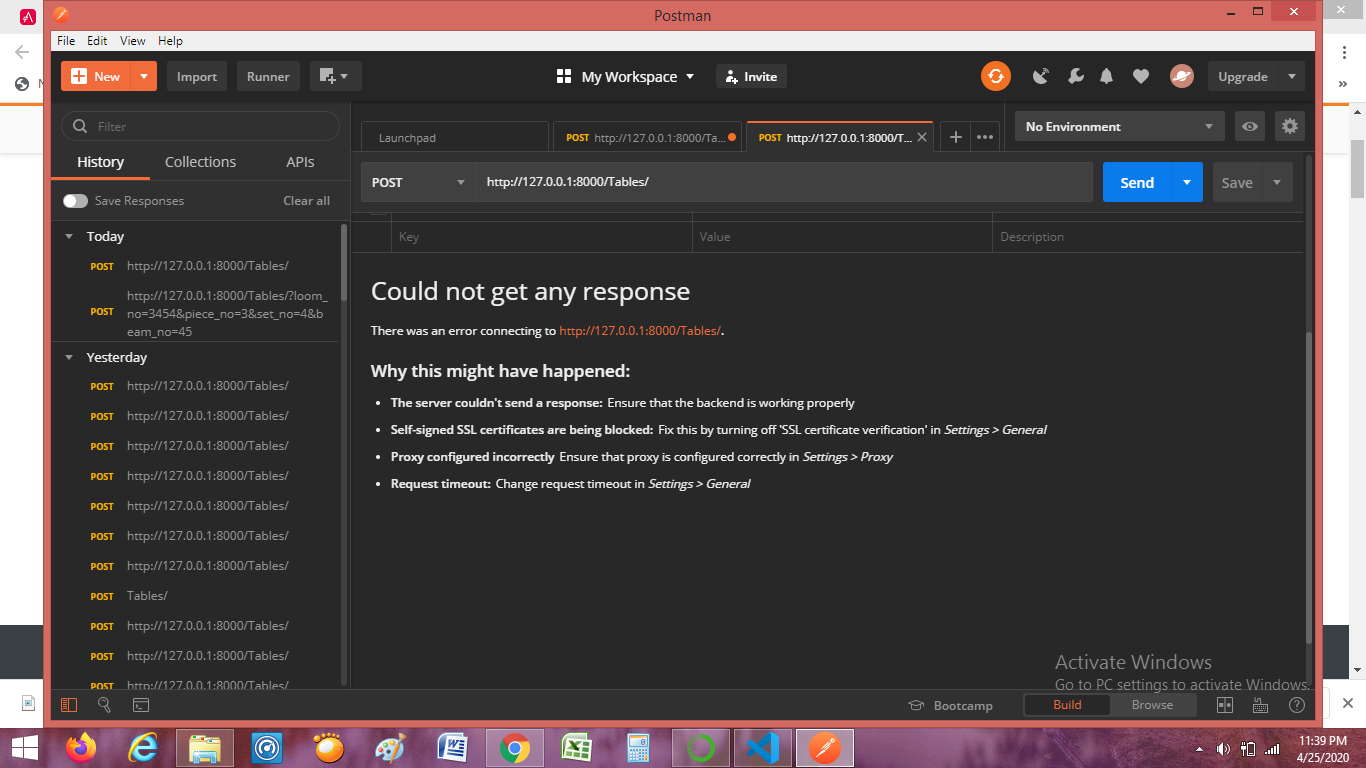 Postman
File Edit View Help
New Import Runner My Workspace Invite Upgrade
Filter
History Collections APIs
Save Responses Clear all
Today
POST http://127.0.0.1:8000/Tables/
POST http://127.0.0.1:8000/Tables/?loom_
no=3454&piece_no=3&set_no=4&b
eam_no=45
Yesterday
POST http://127.0.0.1:8000/Tables/
POST http://127.0.0.1:8000/Tables/
POST http://127.0.0.1:8000/Tables/
POST http://127.0.0.1:8000/Tables/
POST http://127.0.0.1:8000/Tables/
POST http://127.0.0.1:8000/Tables/
POST http://127.0.0.1:8000/Tables/
POST Tables/
POST http://127.0.0.1:8000/Tables/
POST http://127.0.0.1:8000/Tables/
POST http://127.0.0.1:8000/Tables/
Launchpad POST http://127.0.0.1:8000/Ta... POST http://127.0.0.1:8000/T... No Environment
POST http://127.0.0.1:8000/Tables/ Send Save
Key Value Description
Could not get any response
There was an error connecting to http://127.0.0.1:8000/Tables/.
Why this might have happened:
• The server couldn't send a response: Ensure that the backend is working properly
• Self-signed SSL certificates are being blocked: Fix this by turning off 'SSL certificate verification' in Settings > General
• Proxy configured incorrectly Ensure that proxy is configured correctly in Settings > Proxy
• Request timeout: Change request timeout in Settings > General
Activate Windows
Go to PC settings to activate Windows.
Bootcamp Build Browse
11:39 PM
4/25/2020